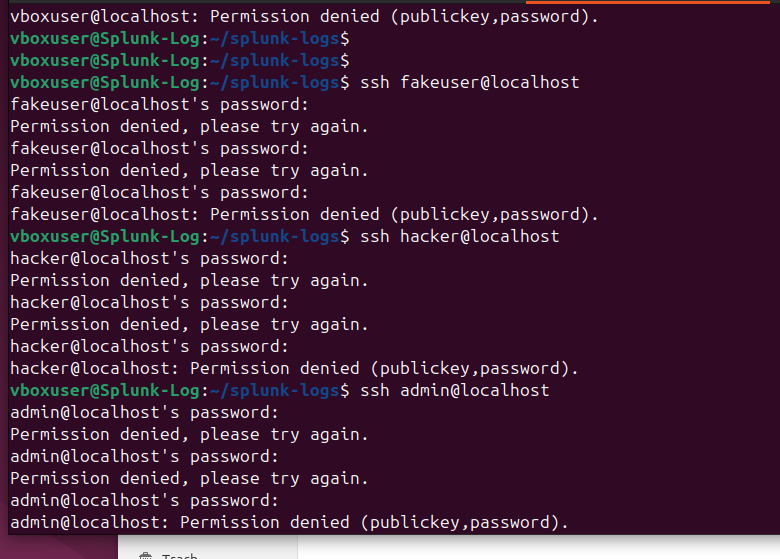 vboxuser@localhost: Permission denied (publickey,password).
vboxuser@Splunk-Log:~/splunk-logs$
vboxuser@Splunk-Log:~/splunk-logs$
vboxuser@Splunk-Log:~/splunk-logs$ ssh fakeuser@localhost
fakeuser@localhost's password:
Permission denied, please try again.
fakeuser@localhost's password:
Permission denied, please try again.
fakeuser@localhost's password:
fakeuser@localhost: Permission denied (publickey,password).
vboxuser@Splunk-Log:~/splunk-logs$ ssh hacker@localhost
hacker@localhost's password:
Permission denied, please try again.
hacker@localhost's password:
Permission denied, please try again.
hacker@localhost's password:
hacker@localhost: Permission denied (publickey,password).
vboxuser@Splunk-Log:~/splunk-logs$ ssh admin@localhost
admin@localhost's password:
Permission denied, please try again.
admin@localhost's password:
Permission denied, please try again.
admin@localhost's password:
admin@localhost: Permission denied (publickey,password).
Trash